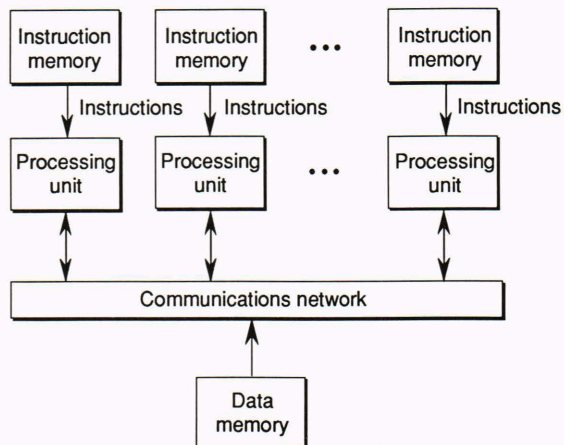 Instruction memory
Instruction memory
...
Instruction memory
Instructions
Instructions
Instructions
Processing unit
Processing unit
...
Processing unit
Communications network
Data memory